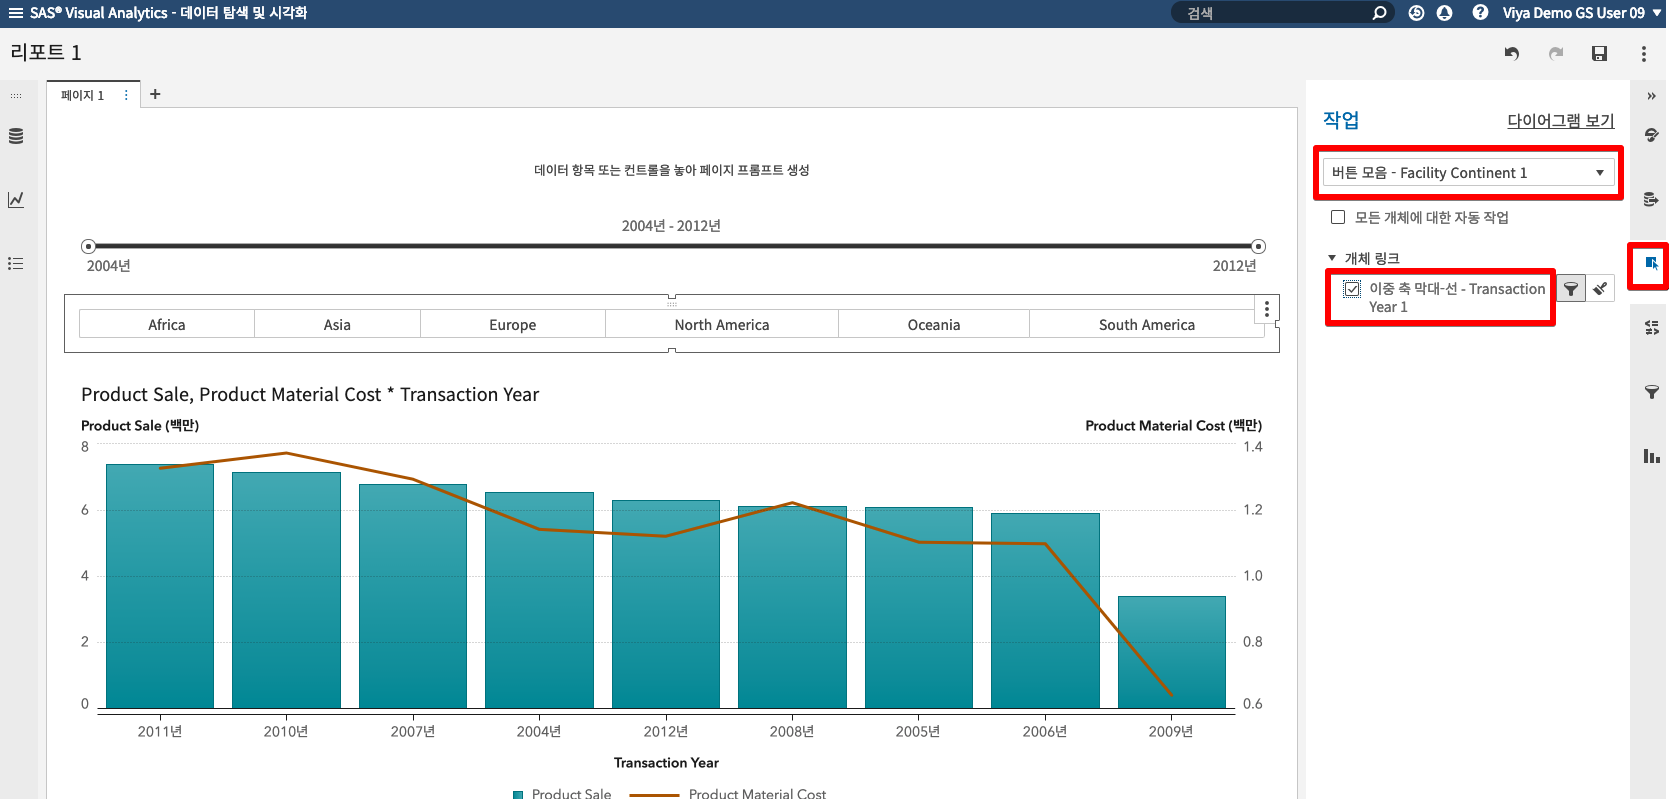 SAS® Visual Analytics - 데이터 탐색 및 시각화
검색
Viya Demo GS User 09
리포트 1
페이지 1
데이터 항목 또는 컨트롤을 놓아 페이지 프롬프트 생성
2004년 - 2012년
2004년
2012년
Africa
Asia
Europe
North America
Oceania
South America
Product Sale, Product Material Cost * Transaction Year
Product Sale (백만)
Product Material Cost (백만)
8
6
4
2
0
1.4
1.2
1.0
0.8
0.6
2011년
2010년
2007년
2004년
2012년
2008년
2005년
2006년
2009년
Transaction Year
Product Sale
Product Material Cost
작업
다이어그램 보기
버튼 모음 - Facility Continent 1
모든 개체에 대한 자동 작업
개체 링크
이중 축 막대-선 - Transaction
Year 1